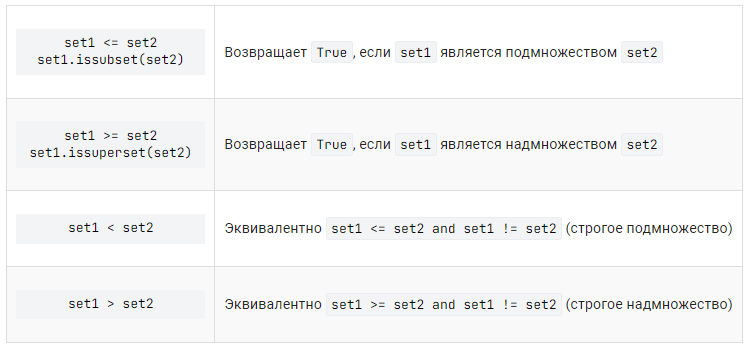 set1 <= set2
set1.issubset(set2)
Возвращает True, если set1 является подмножеством set2
set1 >= set2
set1.issuperset(set2)
Возвращает True, если set1 является надмножеством set2
set1 < set2
Эквивалентно set1 <= set2 and set1 != set2 (строгое подмножество)
set1 > set2
Эквивалентно set1 >= set2 and set1 != set2 (строгое надмножество)